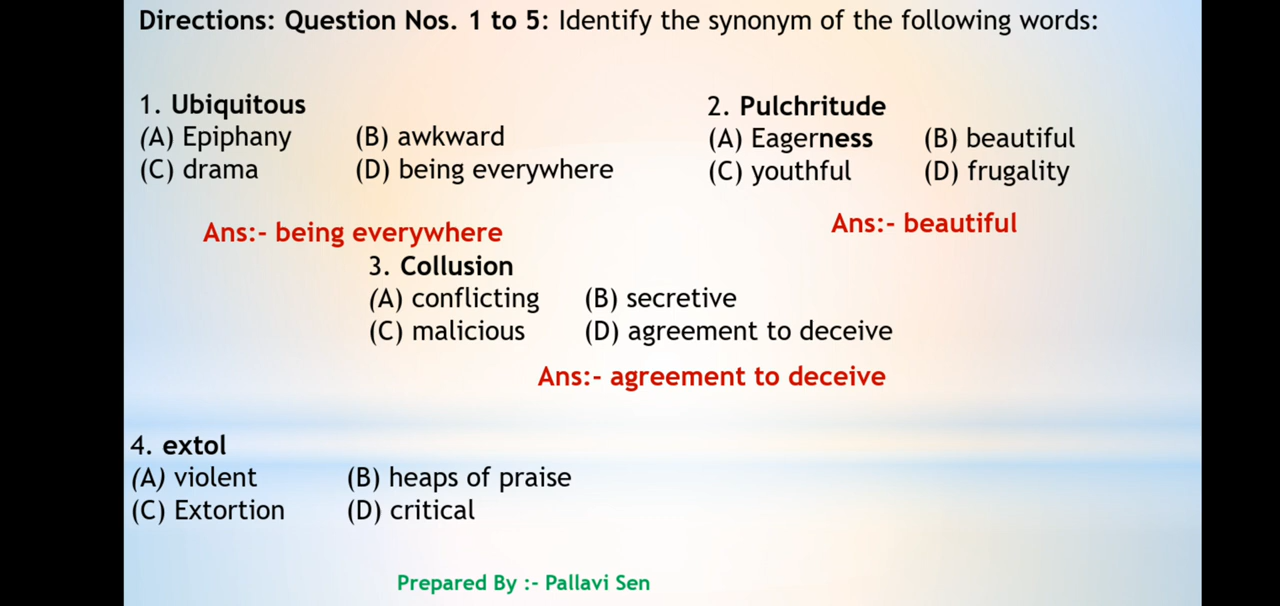 Directions: Question Nos. 1 to 5: Identify the synonym of the following words:
1. Ubiquitous
(A) Epiphany (B) awkward
(C) drama (D) being everywhere
Ans:- being everywhere
2. Pulchritude
(A) Eagerness (B) beautiful
(C) youthful (D) frugality
Ans:- beautiful
3. Collusion
(A) conflicting (B) secretive
(C) malicious (D) agreement to deceive
Ans:- agreement to deceive
4. extol
(A) violent (B) heaps of praise
(C) Extortion (D) critical
Prepared By :- Pallavi Sen